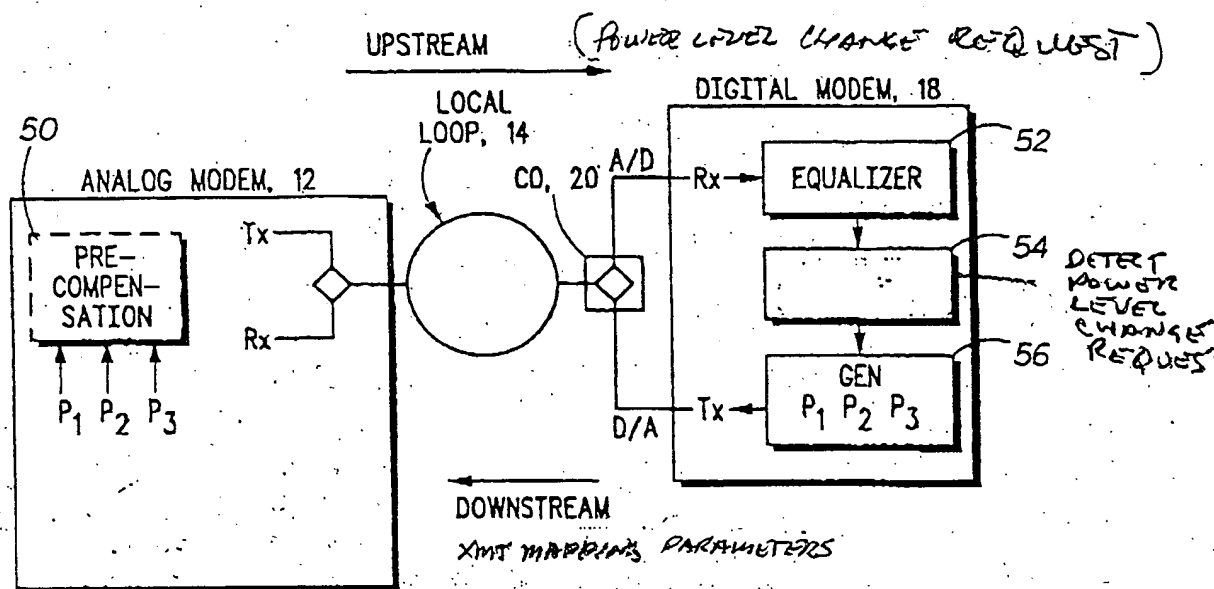 UPSTREAM (POWER LEVEL CHANGE REQUEST)
DIGITAL MODEM, 18
LOCAL
LOOP, 14
50
52
A/D
CO, 20
Rx
EQUALIZER
ANALOG MODEM, 12
Tx
PRE-
COMPEN-
SATION
Rx
54
DETECT
POWER
LEVEL
CHANGE
REQUES
56
GEN
P1 P2 P3
P1 P2 P3
Tx
D/A
DOWNSTREAM
XMT MAPPING PARAMETERS